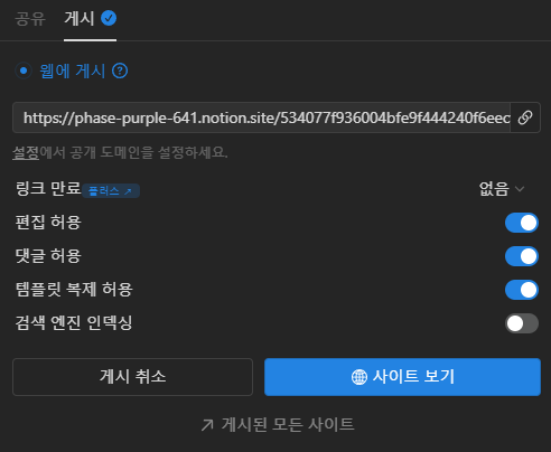 공유 게시
웹에 게시
https://phase-purple-641.notion.site/534077f936004bfe9f444240f6eec
설정에서 공개 도메인을 설정하세요.
링크 만료 플러스 ↗ 없음
편집 허용
댓글 허용
템플릿 복제 허용
검색 엔진 인덱싱
게시 취소 사이트 보기
↗ 게시된 모든 사이트